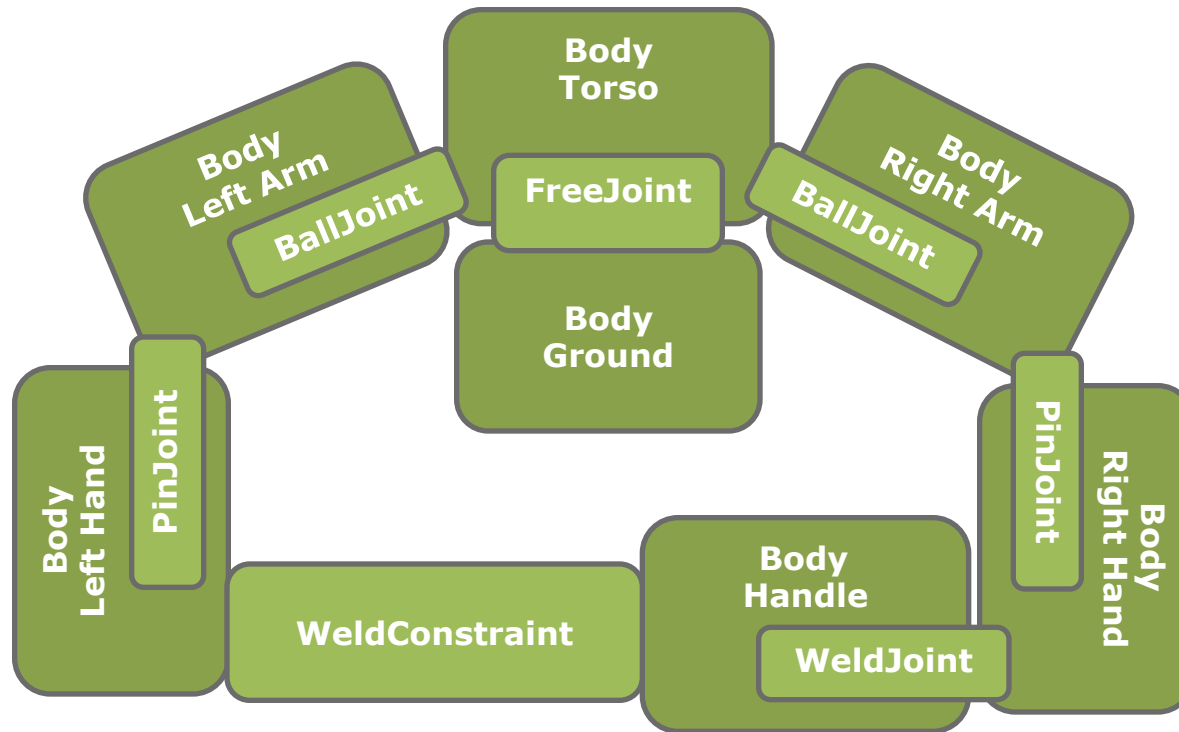 Body
Torso
FreeJoint
Body
Left Arm
BallJoint
Body
Right Arm
BallJoint
Body
Ground
PinJoint
Body
Left Hand
PinJoint
Body
Right Hand
WeldConstraint
Body
Handle
WeldJoint